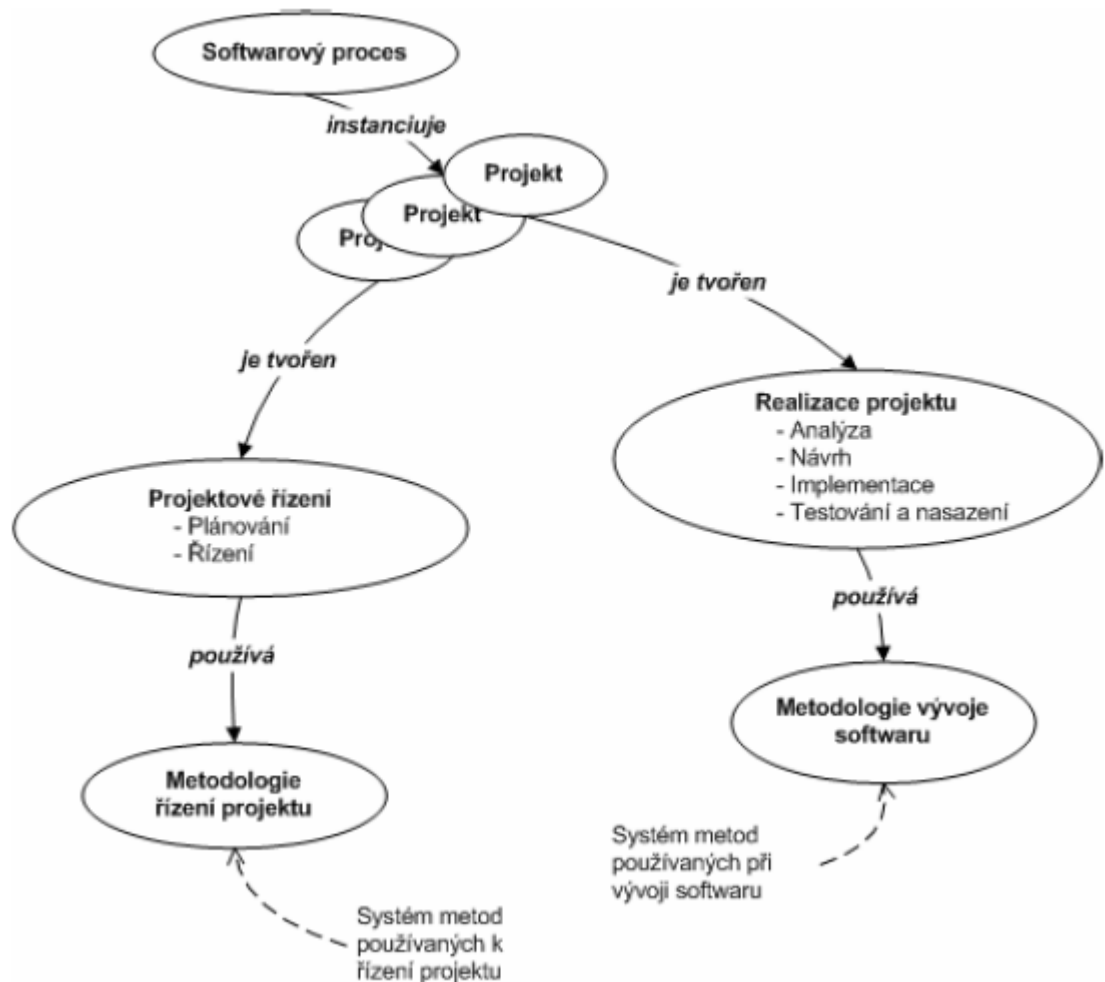 Softwarový proces
instanciuje
Projekt
Projekt
je tvořen
je tvořen
Realizace projektu
- Analýza
- Návrh
- Implementace
- Testování a nasazení
Projektové řízení
- Plánování
- Řízení
používá
používá
Metodologie vývoje
softwaru
Metodologie
řízení projektu
Systém metod
používaných při
vývoji softwaru
Systém metod
používaných k
řízení projektu